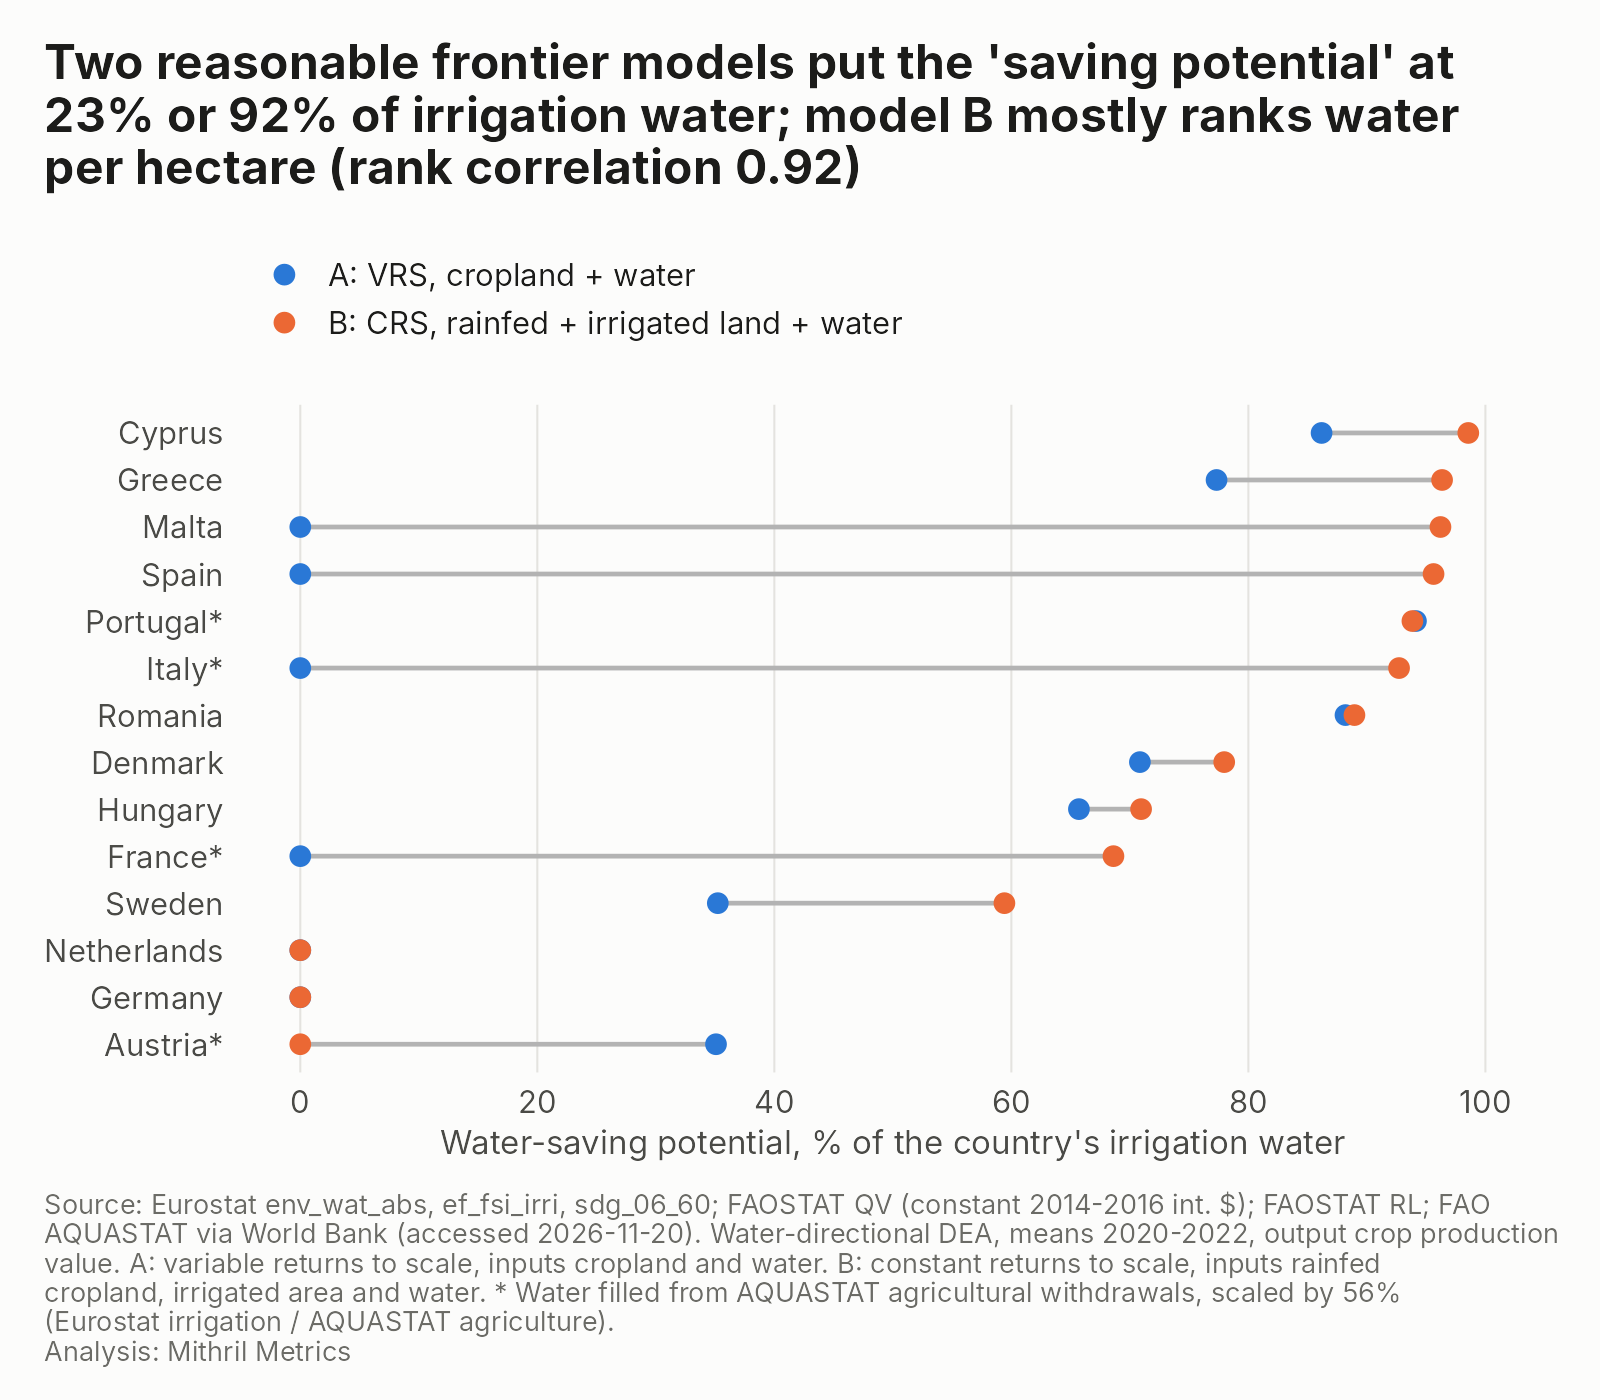 Two reasonable frontier models put the 'saving potential' at
23% or 92% of irrigation water; model B mostly ranks water
per hectare (rank correlation 0.92)
A: VRS, cropland + water
B: CRS, rainfed + irrigated land + water
Cyprus
Greece
Malta
Spain
Portugal*
Italy*
Romania
Denmark
Hungary
France*
Sweden
Netherlands
Germany
Austria*
0 20 40 60 80 100
Water-saving potential, % of the country's irrigation water
Source: Eurostat env_wat_abs, ef_fsi_irri, sdg_06_60; FAOSTAT QV (constant 2014-2016 int. $); FAOSTAT RL; FAO
AQUASTAT via World Bank (accessed 2026-11-20). Water-directional DEA, means 2020-2022, output crop production
value. A: variable returns to scale, inputs cropland and water. B: constant returns to scale, inputs rainfed
cropland, irrigated area and water. * Water filled from AQUASTAT agricultural withdrawals, scaled by 56%
(Eurostat irrigation / AQUASTAT agriculture).
Analysis: Mithril Metrics